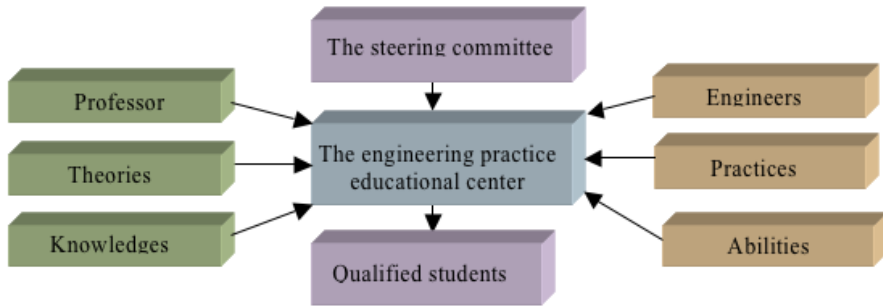 The steering committee
Professor
Engineers
The engineering practice
educational center
Theories
Practices
Knowledges
Abilities
Qualified students